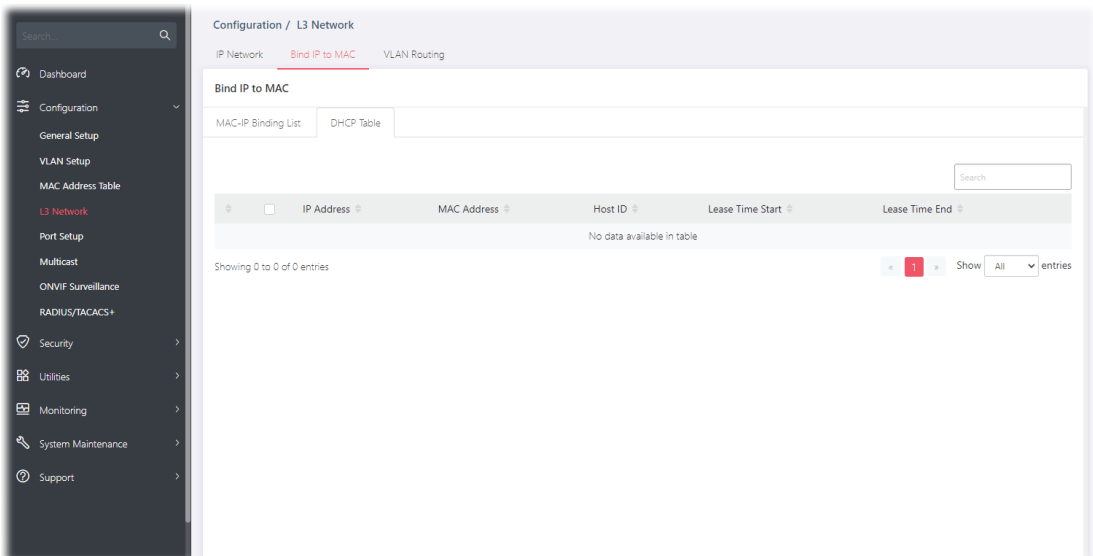 Search...
Dashboard
Configuration
General Setup
VLAN Setup
MAC Address Table
L3 Network
Port Setup
Multicast
ONVIF Surveillance
RADIUS/TACACS+
Security
Utilities
Monitoring
System Maintenance
Support
Configuration / L3 Network
IP Network Bind IP to MAC VLAN Routing
Bind IP to MAC
MAC-IP Binding List DHCP Table
Search
IP Address MAC Address Host ID Lease Time Start Lease Time End
No data available in table
Showing 0 to 0 of 0 entries « 1 » Show All entries